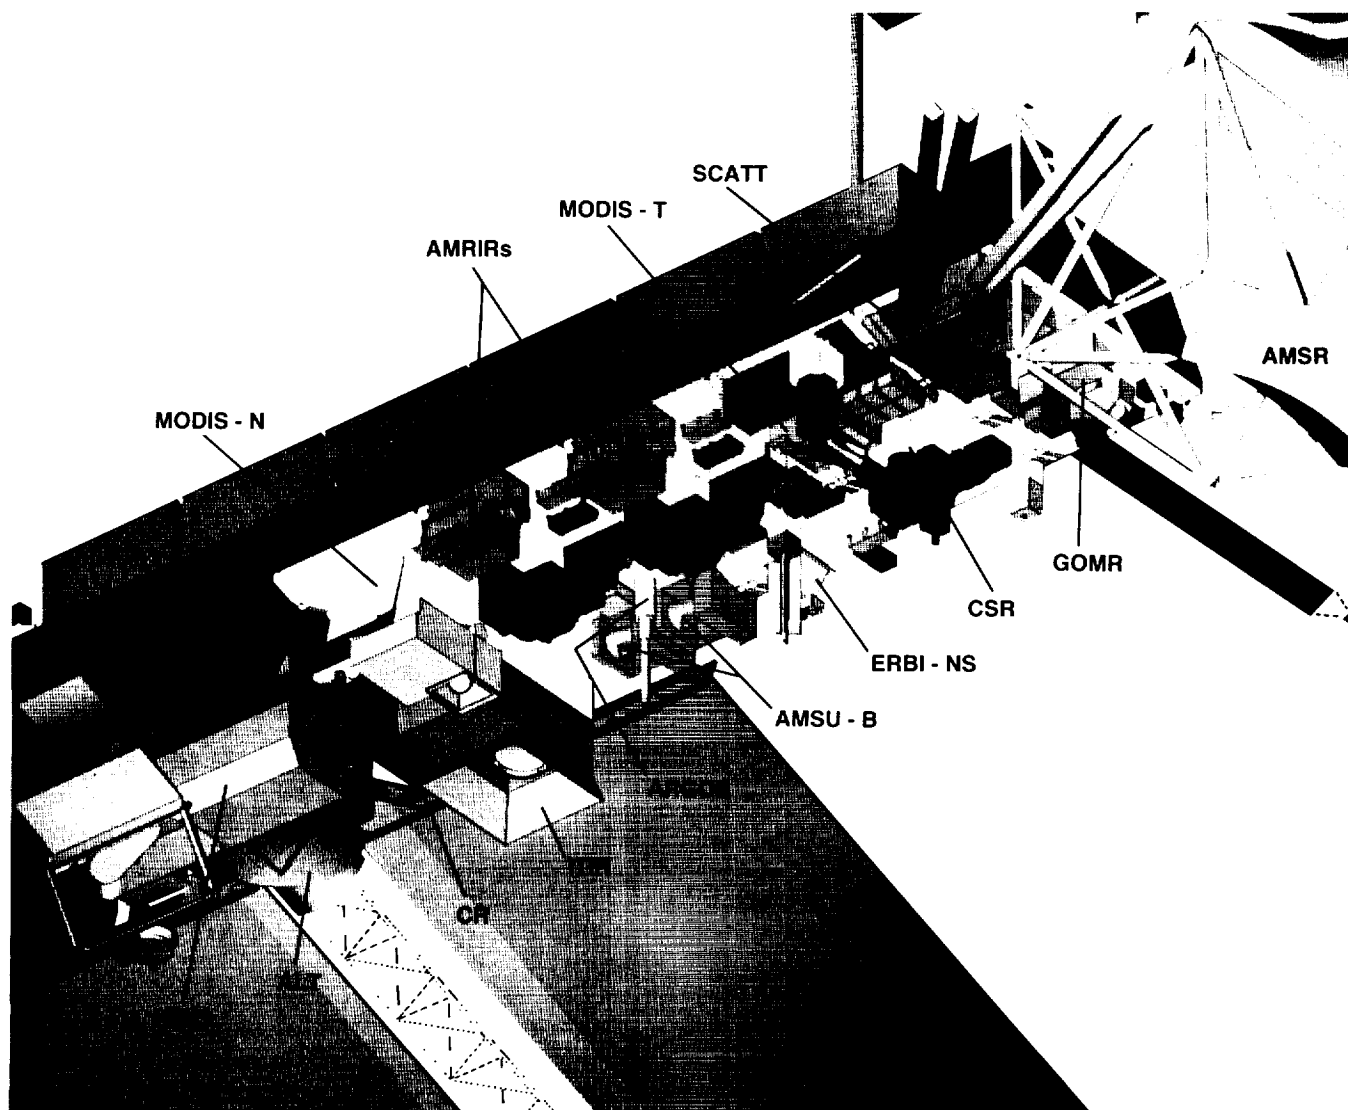 SCATT
MODIS - T
AMRIRs
AMSR
MODIS - N
GOMR
CSR
ERBI - NS
AMSU - B
CR